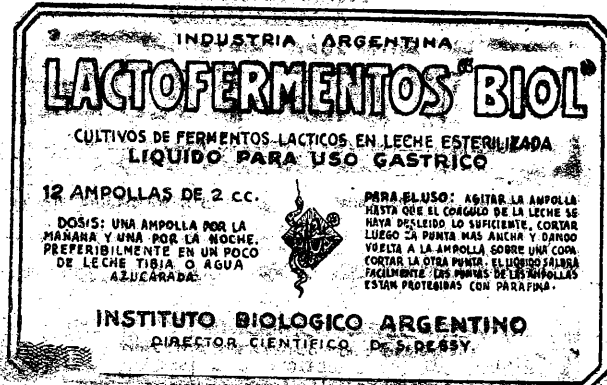 INDUSTRIA ARGENTINA
LACTOFERMENTOS "BIOL"
CULTIVOS DE FERMENTOS LACTICOS EN LECHE ESTERILIZADA
LIQUIDO PARA USO GASTRICO
12 AMPOLLAS DE 2 CC.
DOSIS: UNA AMPOLLA POR LA
MAÑANA Y UNA POR LA NOCHE,
PREFERIBLEMENTE EN UN POCO
DE LECHE TIBIA O AGUA
AZUCARADA
PARA EL USO: AGITAR LA AMPOLLA
HASTA QUE EL COAGULO DE LA LECHE SE
HAYA DESLEIDO LO SUFICIENTE, CORTAR
LUEGO LA PUNTA MAS ANCHA Y DANDO
VUELTA A LA AMPOLLA SOBRE UNA COPA
CORTAR LA OTRA PUNTA. EL LIQUIDO SALDRA
FACILMENTE. LAS PUNTAS DE LAS AMPOLLAS
ESTAN PROTEGIDAS CON PARAFINA.
INSTITUTO BIOLOGICO ARGENTINO
DIRECTOR CIENTIFICO Dr. S. DESSY.